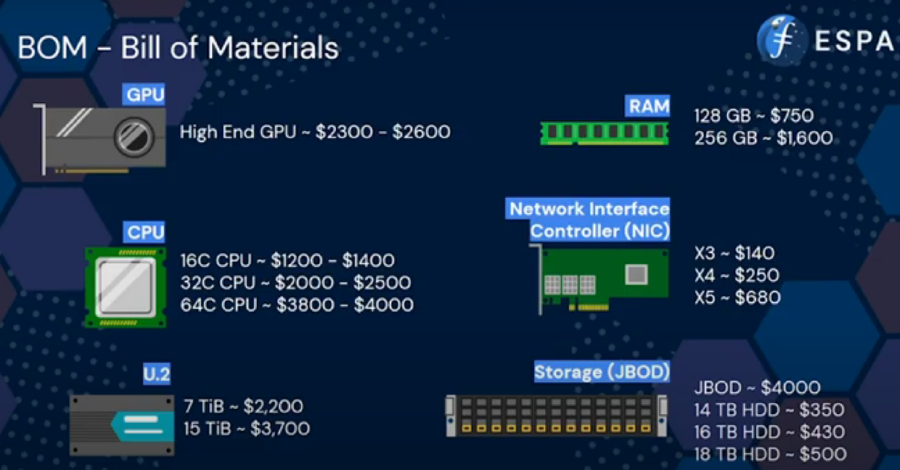 BOM – Bill of Materials
ESPA
GPU
High End GPU ~ $2300 - $2600
RAM
128 GB ~ $750
256 GB ~ $1,600
CPU
16C CPU ~ $1200 - $1400
32C CPU ~ $2000 - $2500
64C CPU ~ $3800 - $4000
Network Interface
Controller (NIC)
X3 ~ $140
X4 ~ $250
X5 ~ $680
U.2
7 TiB ~ $2,200
15 TiB ~ $3,700
Storage (JBOD)
JBOD ~ $4000
14 TB HDD ~ $350
16 TB HDD ~ $430
18 TB HDD ~ $500